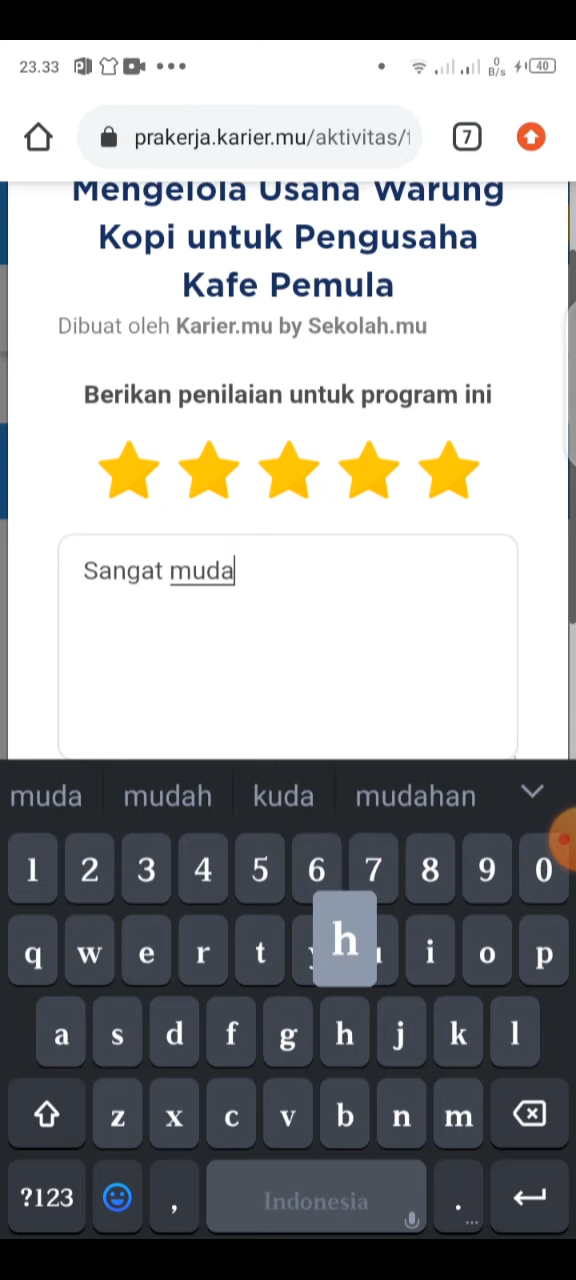 23.33
0
B/s
40
prakerja.karier.mu/aktivitas/
7
Mengelola Usaha Warung
Kopi untuk Pengusaha
Kafe Pemula
Dibuat oleh Karier.mu by Sekolah.mu
Berikan penilaian untuk program ini
Sangat muda
muda mudah kuda mudahan
1 2 3 4 5 6 7 8 9 0
q w e r t h i o p
a s d f g h j k l
z x c v b n m
?123 , Indonesia . ...